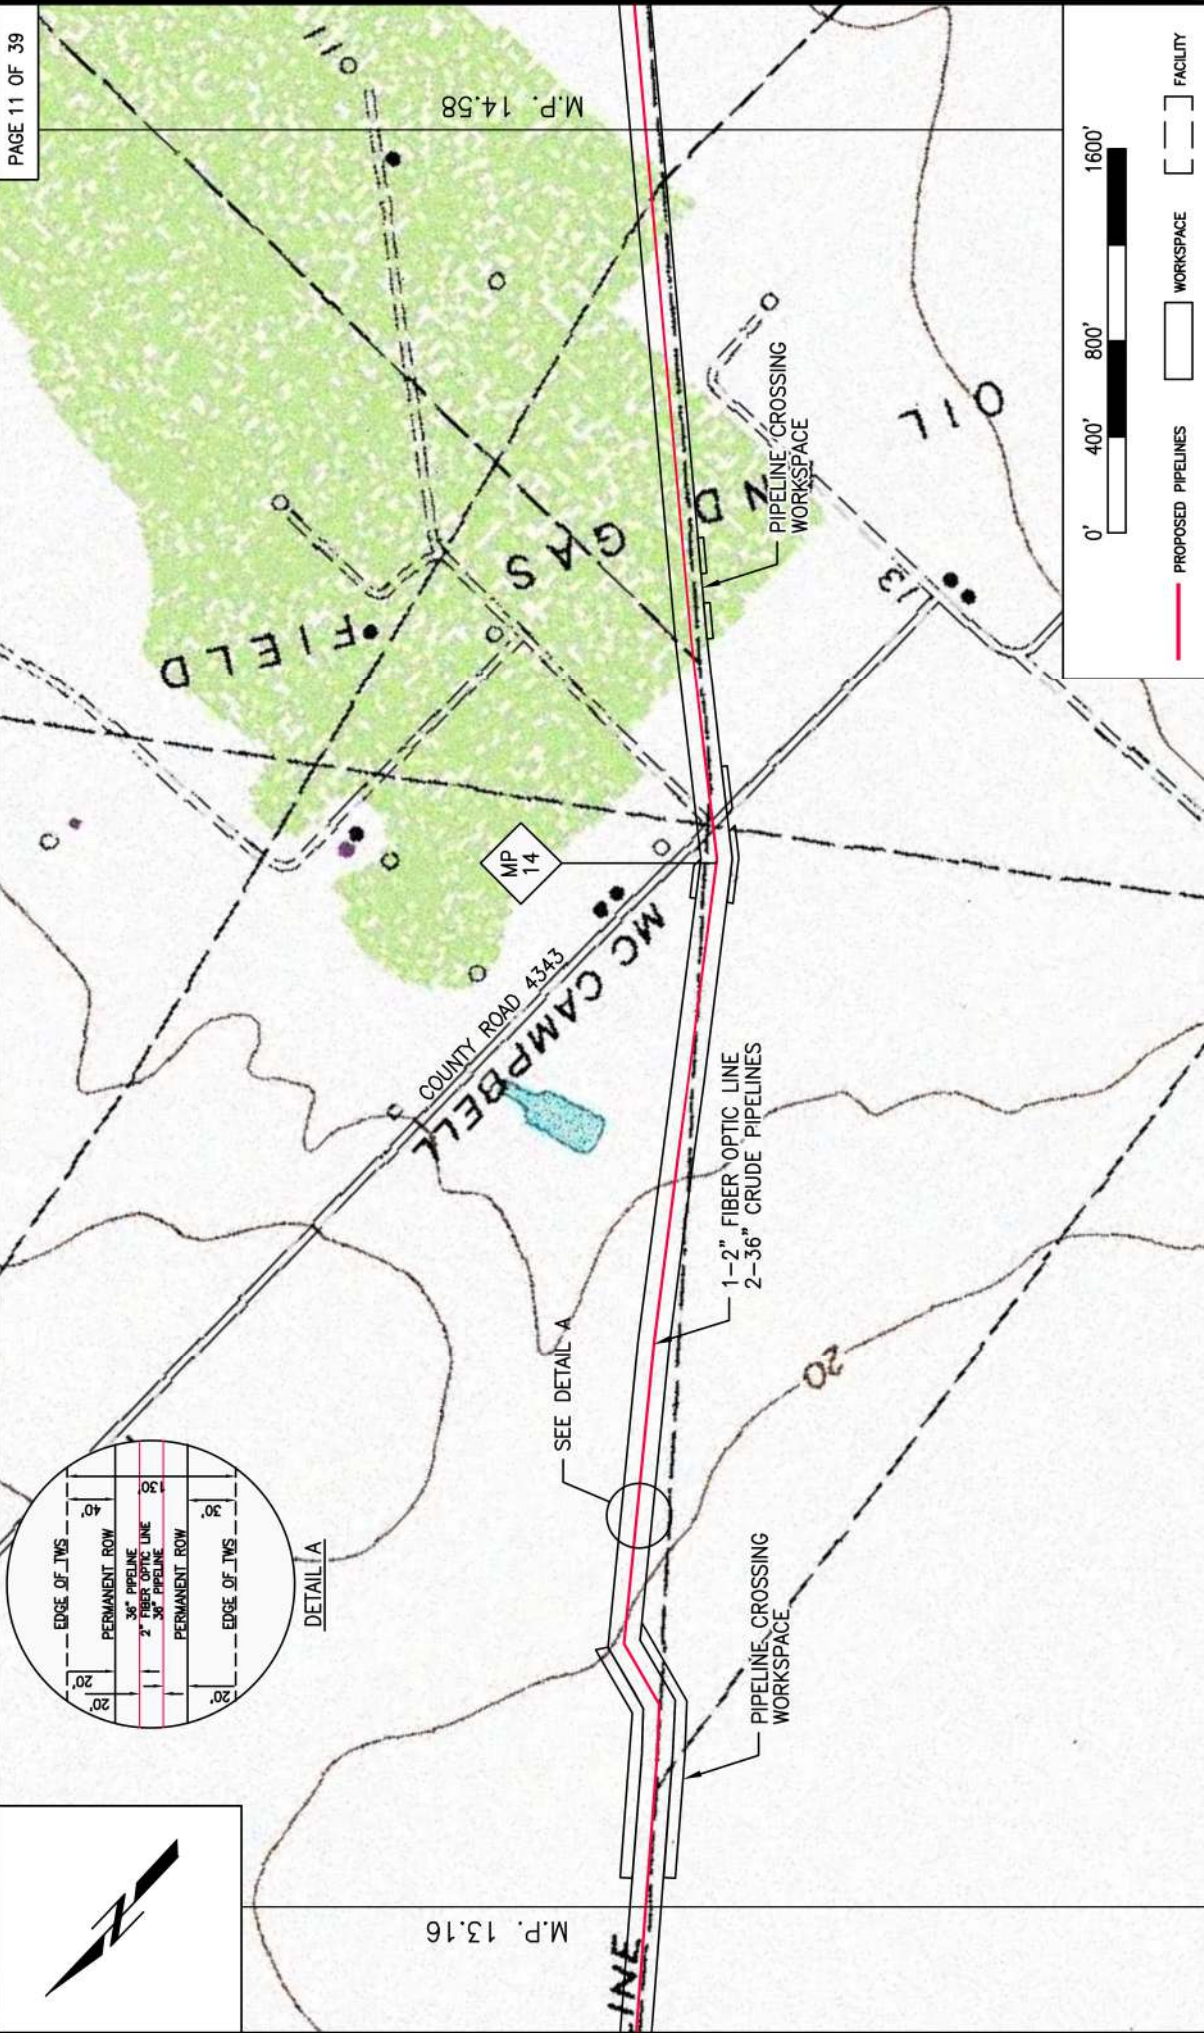 PAGE 11 OF 39
M.P. 13.16
M.P. 14.58
EDGE OF TWS
PERMANENT ROW
36" PIPELINE
2" FIBER OPTIC LINE
36" PIPELINE
PERMANENT ROW
EDGE OF TWS
20'
20'
20'
40'
130'
30'
DETAIL A
SEE DETAIL A
COUNTY ROAD 4343
MC CAMPBELL
MP
14
1-2" FIBER OPTIC LINE
2-36" CRUDE PIPELINES
PIPELINE CROSSING
WORKSPACE
PIPELINE CROSSING
WORKSPACE
FIELD
GAS
ND
OIL
13
20
INE
N
0'
400'
800'
1600'
PROPOSED PIPELINES
WORKSPACE
FACILITY